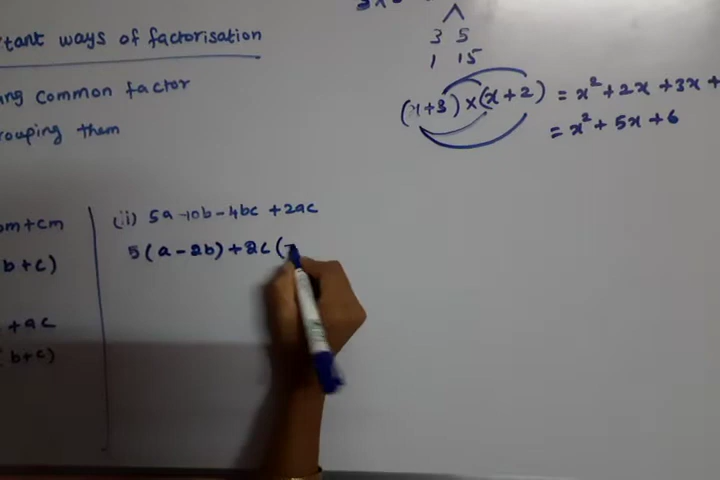 tant ways of factorisation
ing common factor
rouping them
3 5
1 15
(x+3) × (x+2) = x² + 2x + 3x +
= x² + 5x + 6
m+cm
b+c)
+ac
b+c)
(ii) 5a -10b - 4bc + 2ac
5(a - 2b) + 2c(-